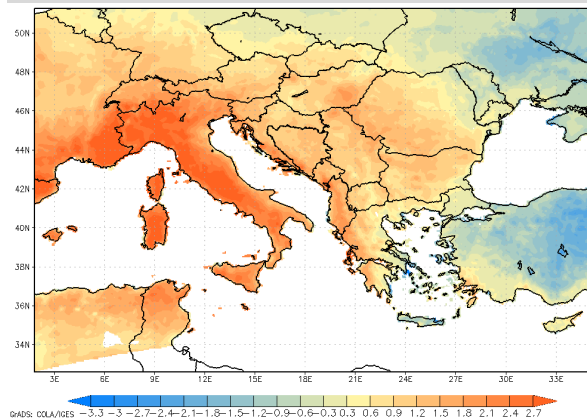 50N
48N
46N
44N
42N
40N
38N
36N
34N
3E 6E 9E 12E 15E 18E 21E 24E 27E 30E 33E
-3.3 -3 -2.7 -2.4 -2.1 -1.8 -1.5 -1.2 -0.9 -0.6 -0.3 0.3 0.6 0.9 1.2 1.5 1.8 2.1 2.4 2.7
GrADS: COLA/IGES